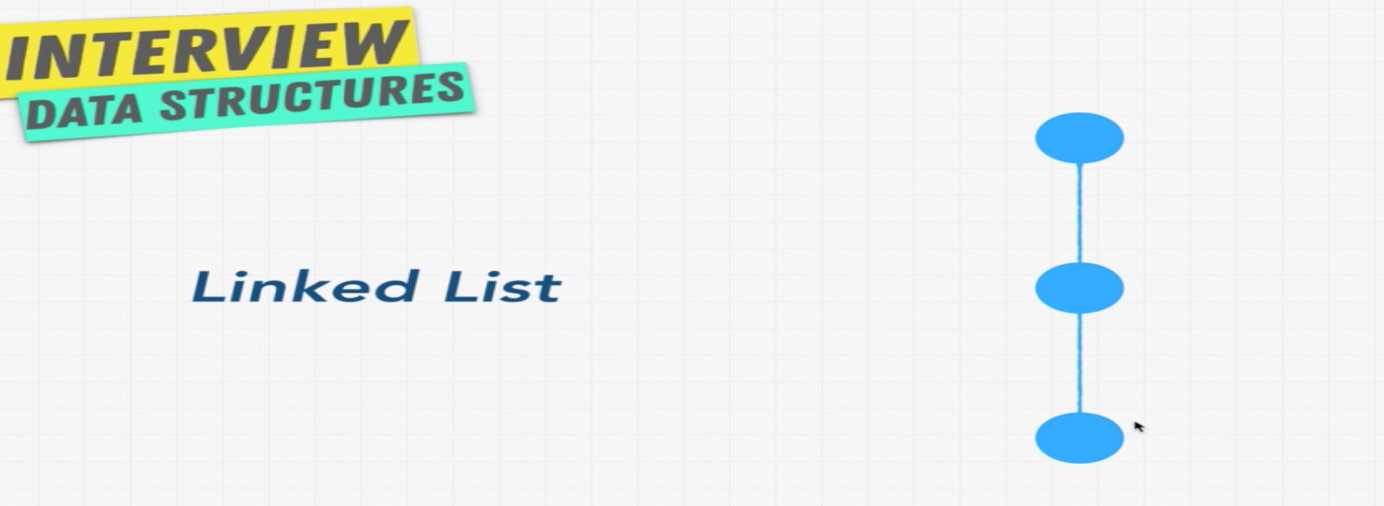 INTERVIEW
DATA STRUCTURES
Linked List